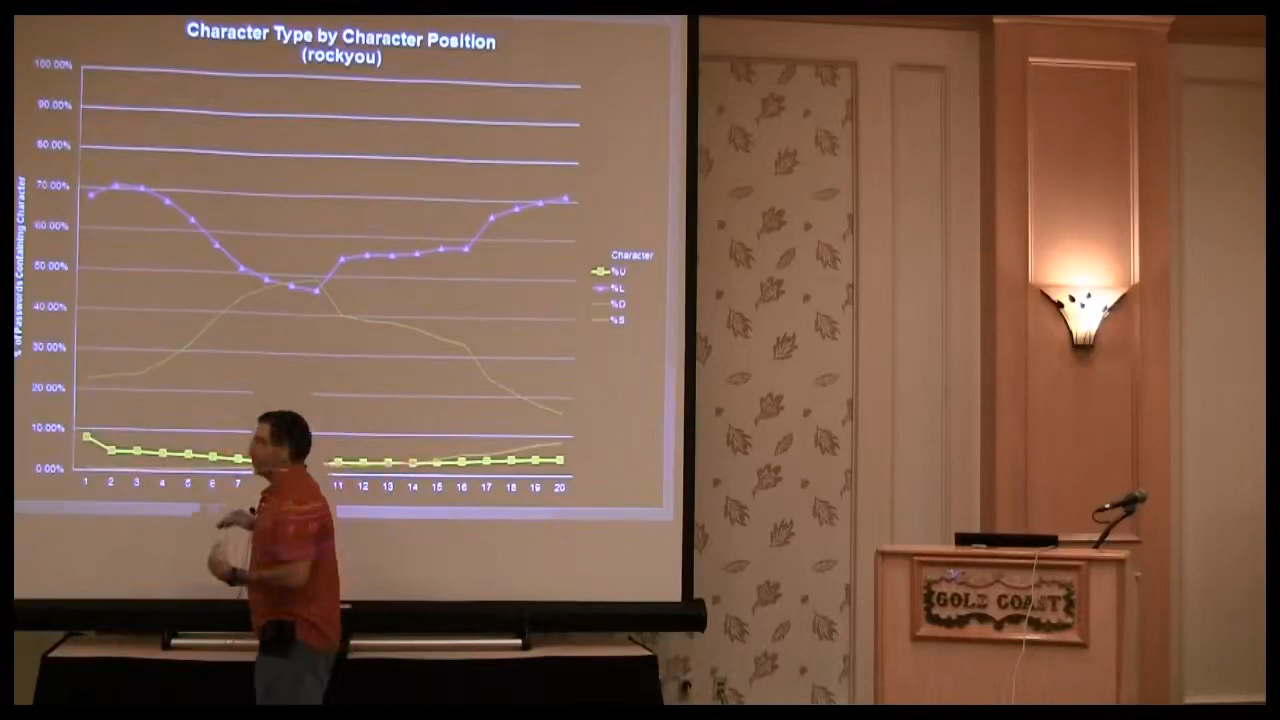 Character Type by Character Position
(rockyou)
100.00%
90.00%
80.00%
70.00%
60.00%
50.00%
40.00%
30.00%
20.00%
10.00%
0.00%
% of Passwords Containing Character
1 2 3 4 5 6 7 11 12 13 14 15 16 17 18 19 20
Character
%U
%L
%D
%S
GOLD COAST